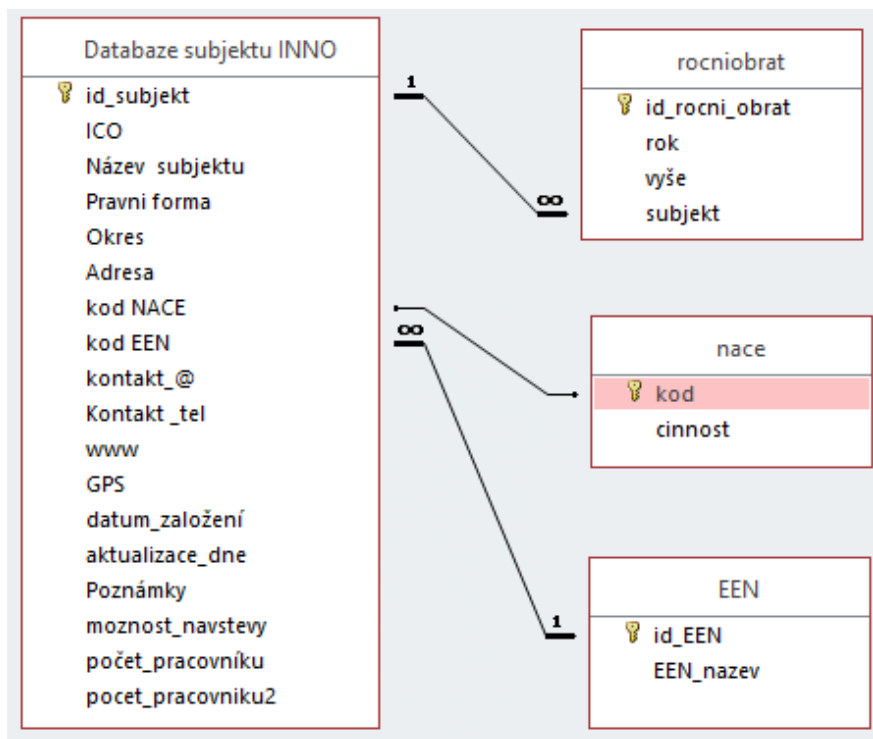 Databaze subjektu INNO
id_subjekt
ICO
Název subjektu
Pravni forma
Okres
Adresa
kod NACE
kod EEN
kontakt_@
Kontakt _tel
www
GPS
datum_založení
aktualizace_dne
Poznámky
moznost_navstevy
počet_pracovníku
pocet_pracovniku2
1
∞
∞
1
rocniobrat
id_rocni_obrat
rok
vyše
subjekt
nace
kod
cinnost
EEN
id_EEN
EEN_nazev